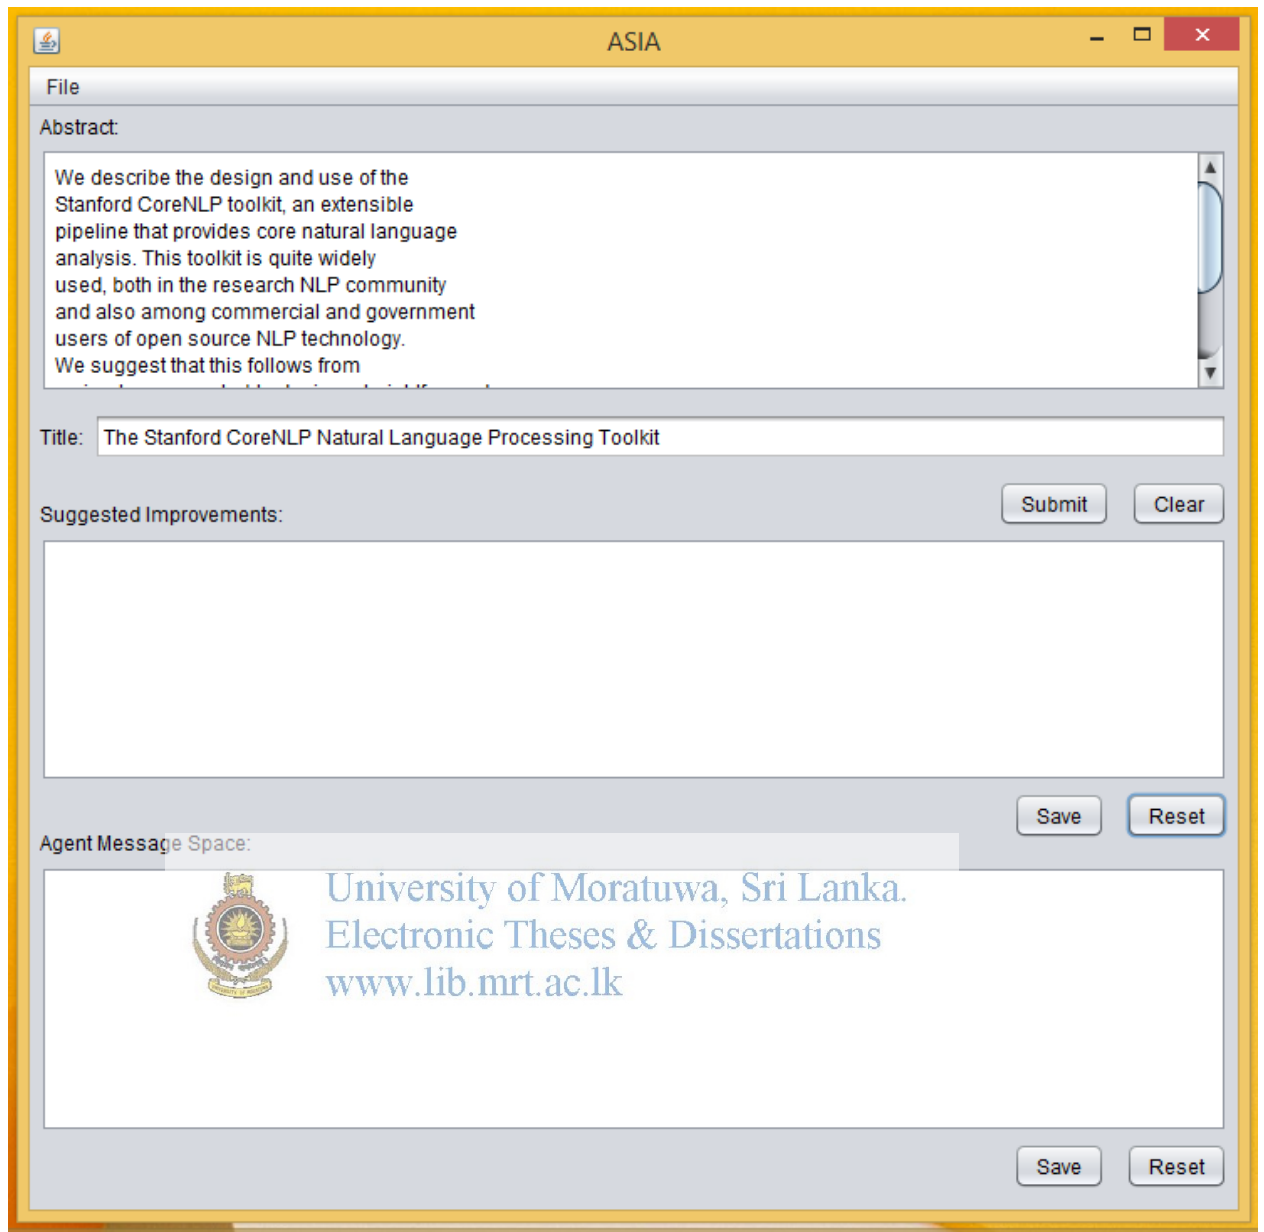 ASIA
File
Abstract:
We describe the design and use of the
Stanford CoreNLP toolkit, an extensible
pipeline that provides core natural language
analysis. This toolkit is quite widely
used, both in the research NLP community
and also among commercial and government
users of open source NLP technology.
We suggest that this follows from
Title: The Stanford CoreNLP Natural Language Processing Toolkit
Submit Clear
Suggested Improvements:
Save Reset
Agent Message Space:
University of Moratuwa, Sri Lanka.
Electronic Theses & Dissertations
www.lib.mrt.ac.lk
Save Reset